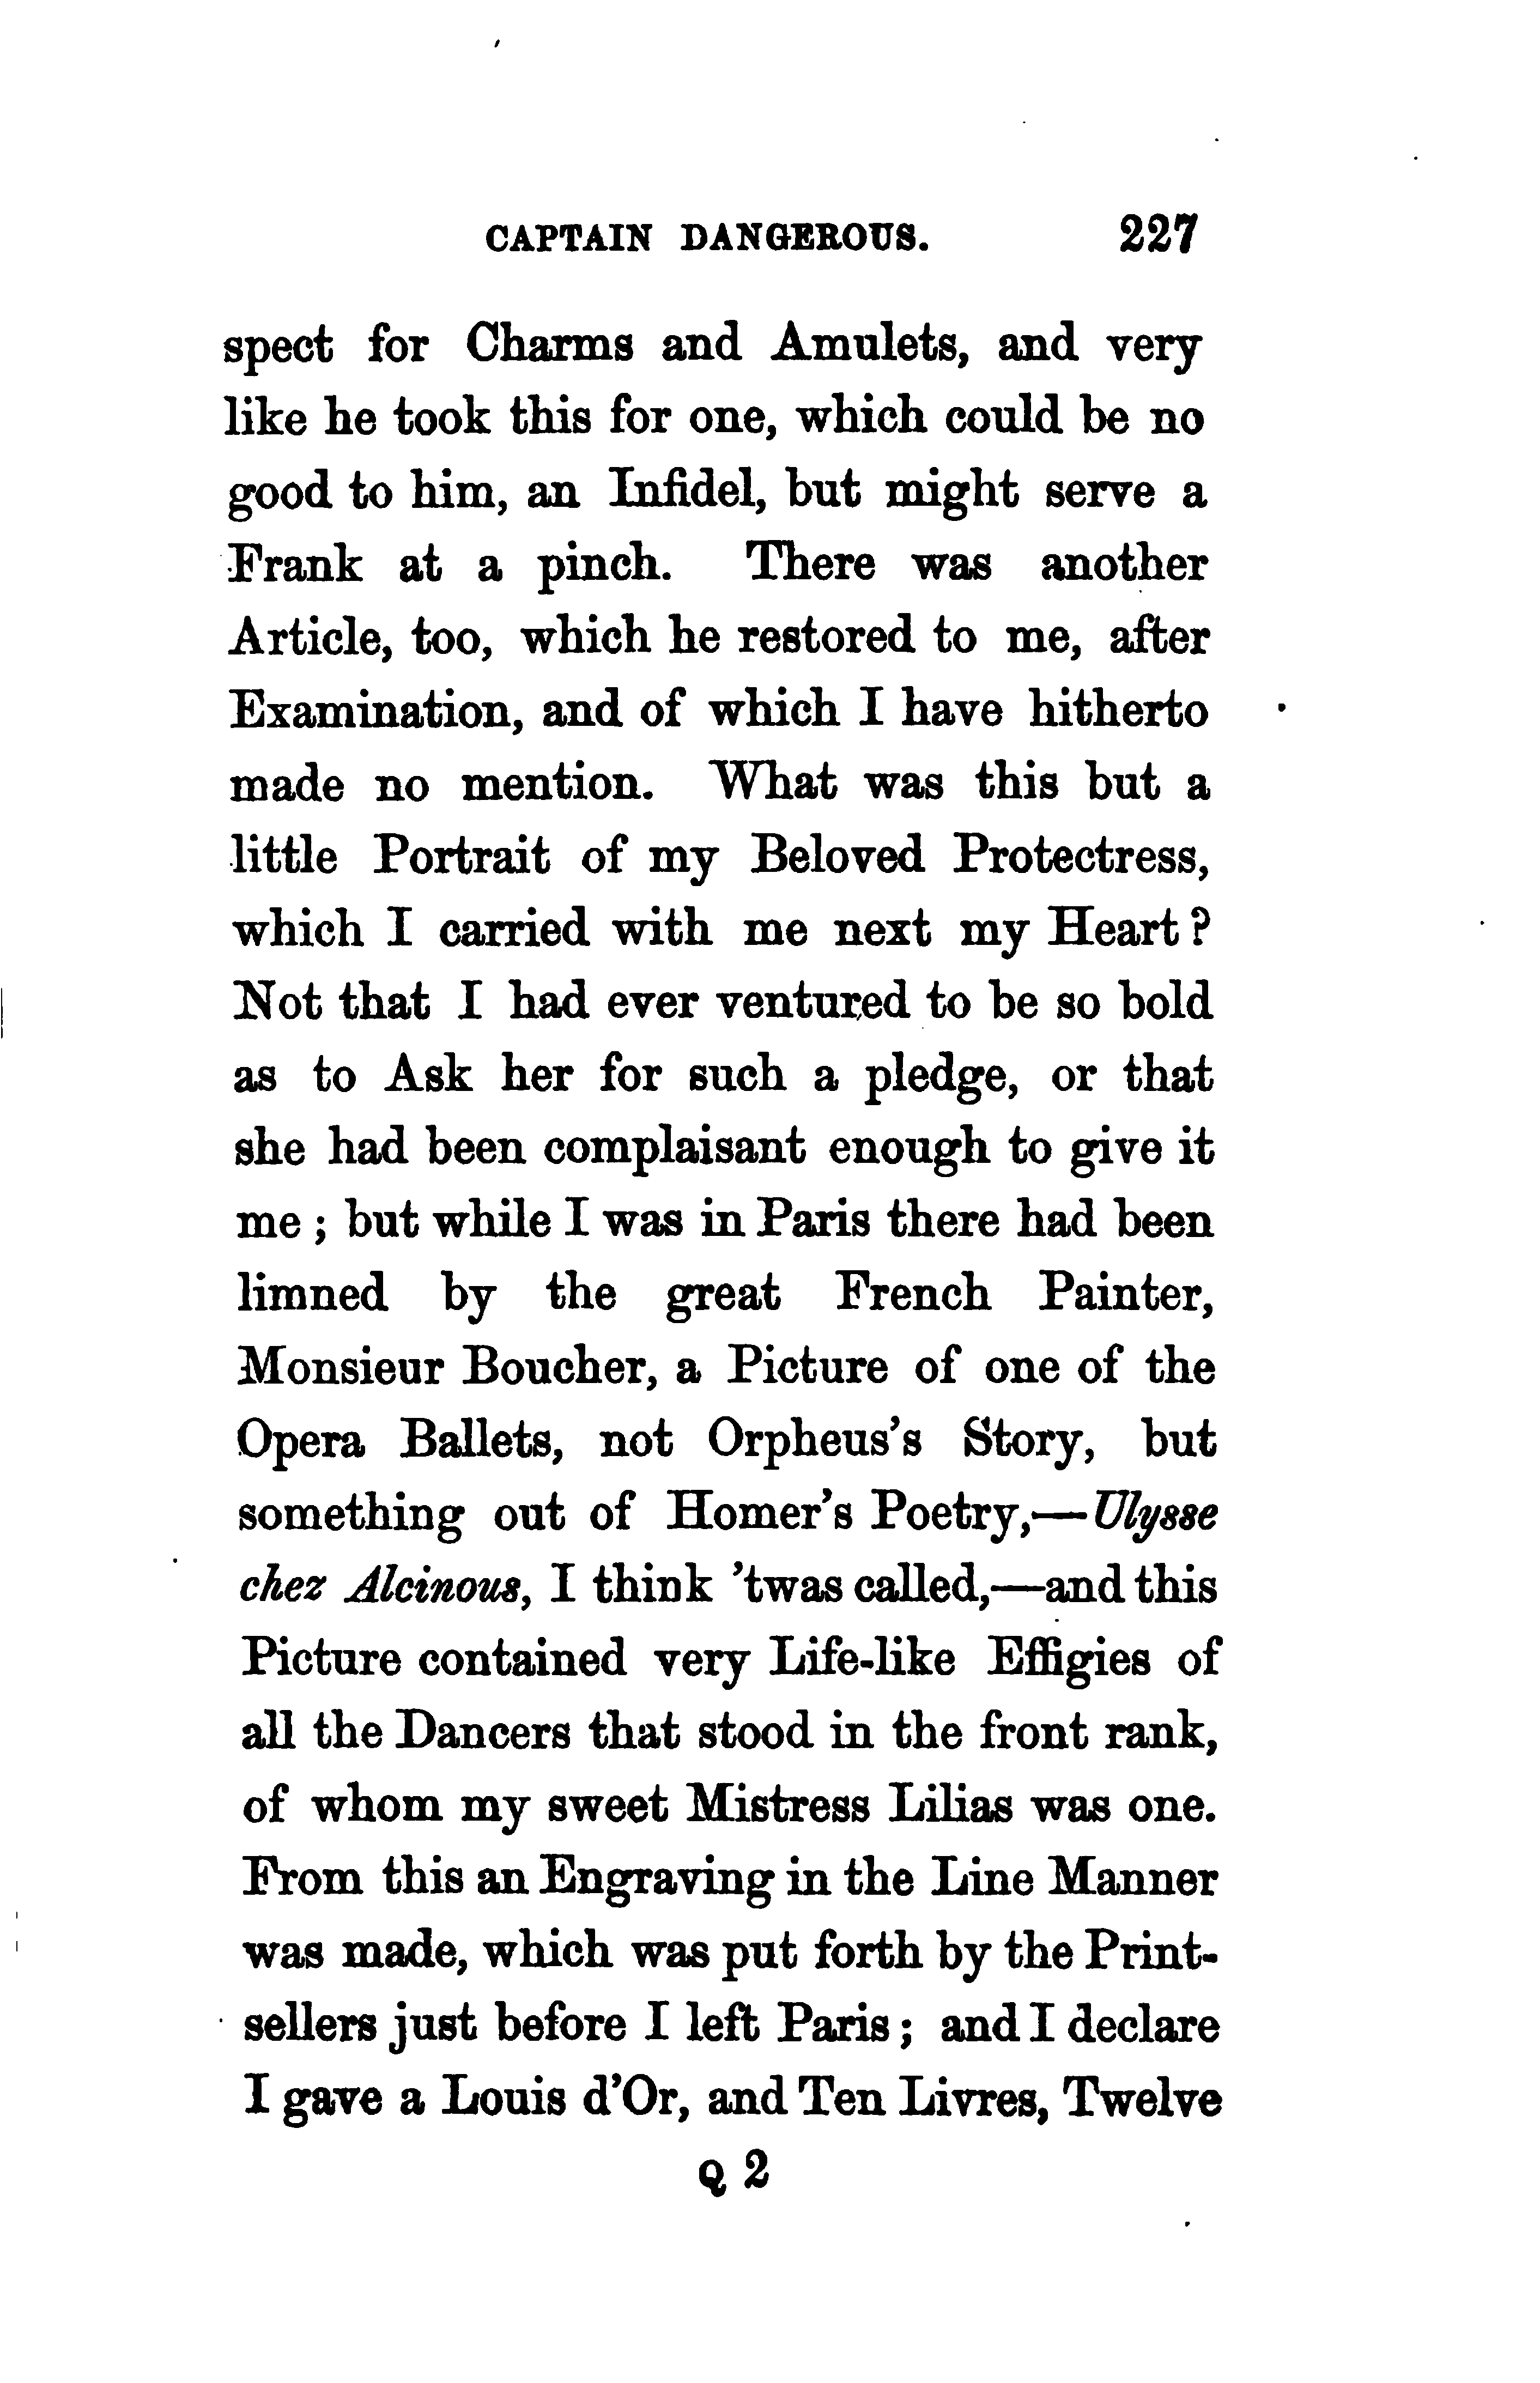 CAPTAIN DANGEROUS. 227
spect for Charms and Amulets, and very
like he took this for one, which could be no
good to him, an Infidel, but might serve a
Frank at a pinch. There was another
Article, too, which he restored to me, after
Examination, and of which I have hitherto
made no mention. What was this but a
little Portrait of my Beloved Protectress,
which I carried with me next my Heart?
Not that I had ever ventured to be so bold
as to Ask her for such a pledge, or that
she had been complaisant enough to give it
me; but while I was in Paris there had been
limned by the great French Painter,
Monsieur Boucher, a Picture of one of the
Opera Ballets, not Orpheus's Story, but
something out of Homer's Poetry,—Ulysse
chez Alcinous, I think 'twas called,—and this
Picture contained very Life-like Effigies of
all the Dancers that stood in the front rank,
of whom my sweet Mistress Lilias was one.
From this an Engraving in the Line Manner
was made, which was put forth by the Print-
sellers just before I left Paris; and I declare
I gave a Louis d'Or, and Ten Livres, Twelve
Q 2